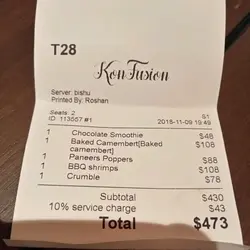 T28
KonFusion
Server: bishu
Printed By: Roshan
Seats: 2 S1
ID: 113557 #1 2015-11-09 19:49
1 Chocolate Smoothie $48
1 Baked Camembert[Baked $108
camembert]
1 Paneers Poppers $88
1 BBQ shrimps $108
1 Crumble $78
Subtotal $430
10% service charge $43
Total $473